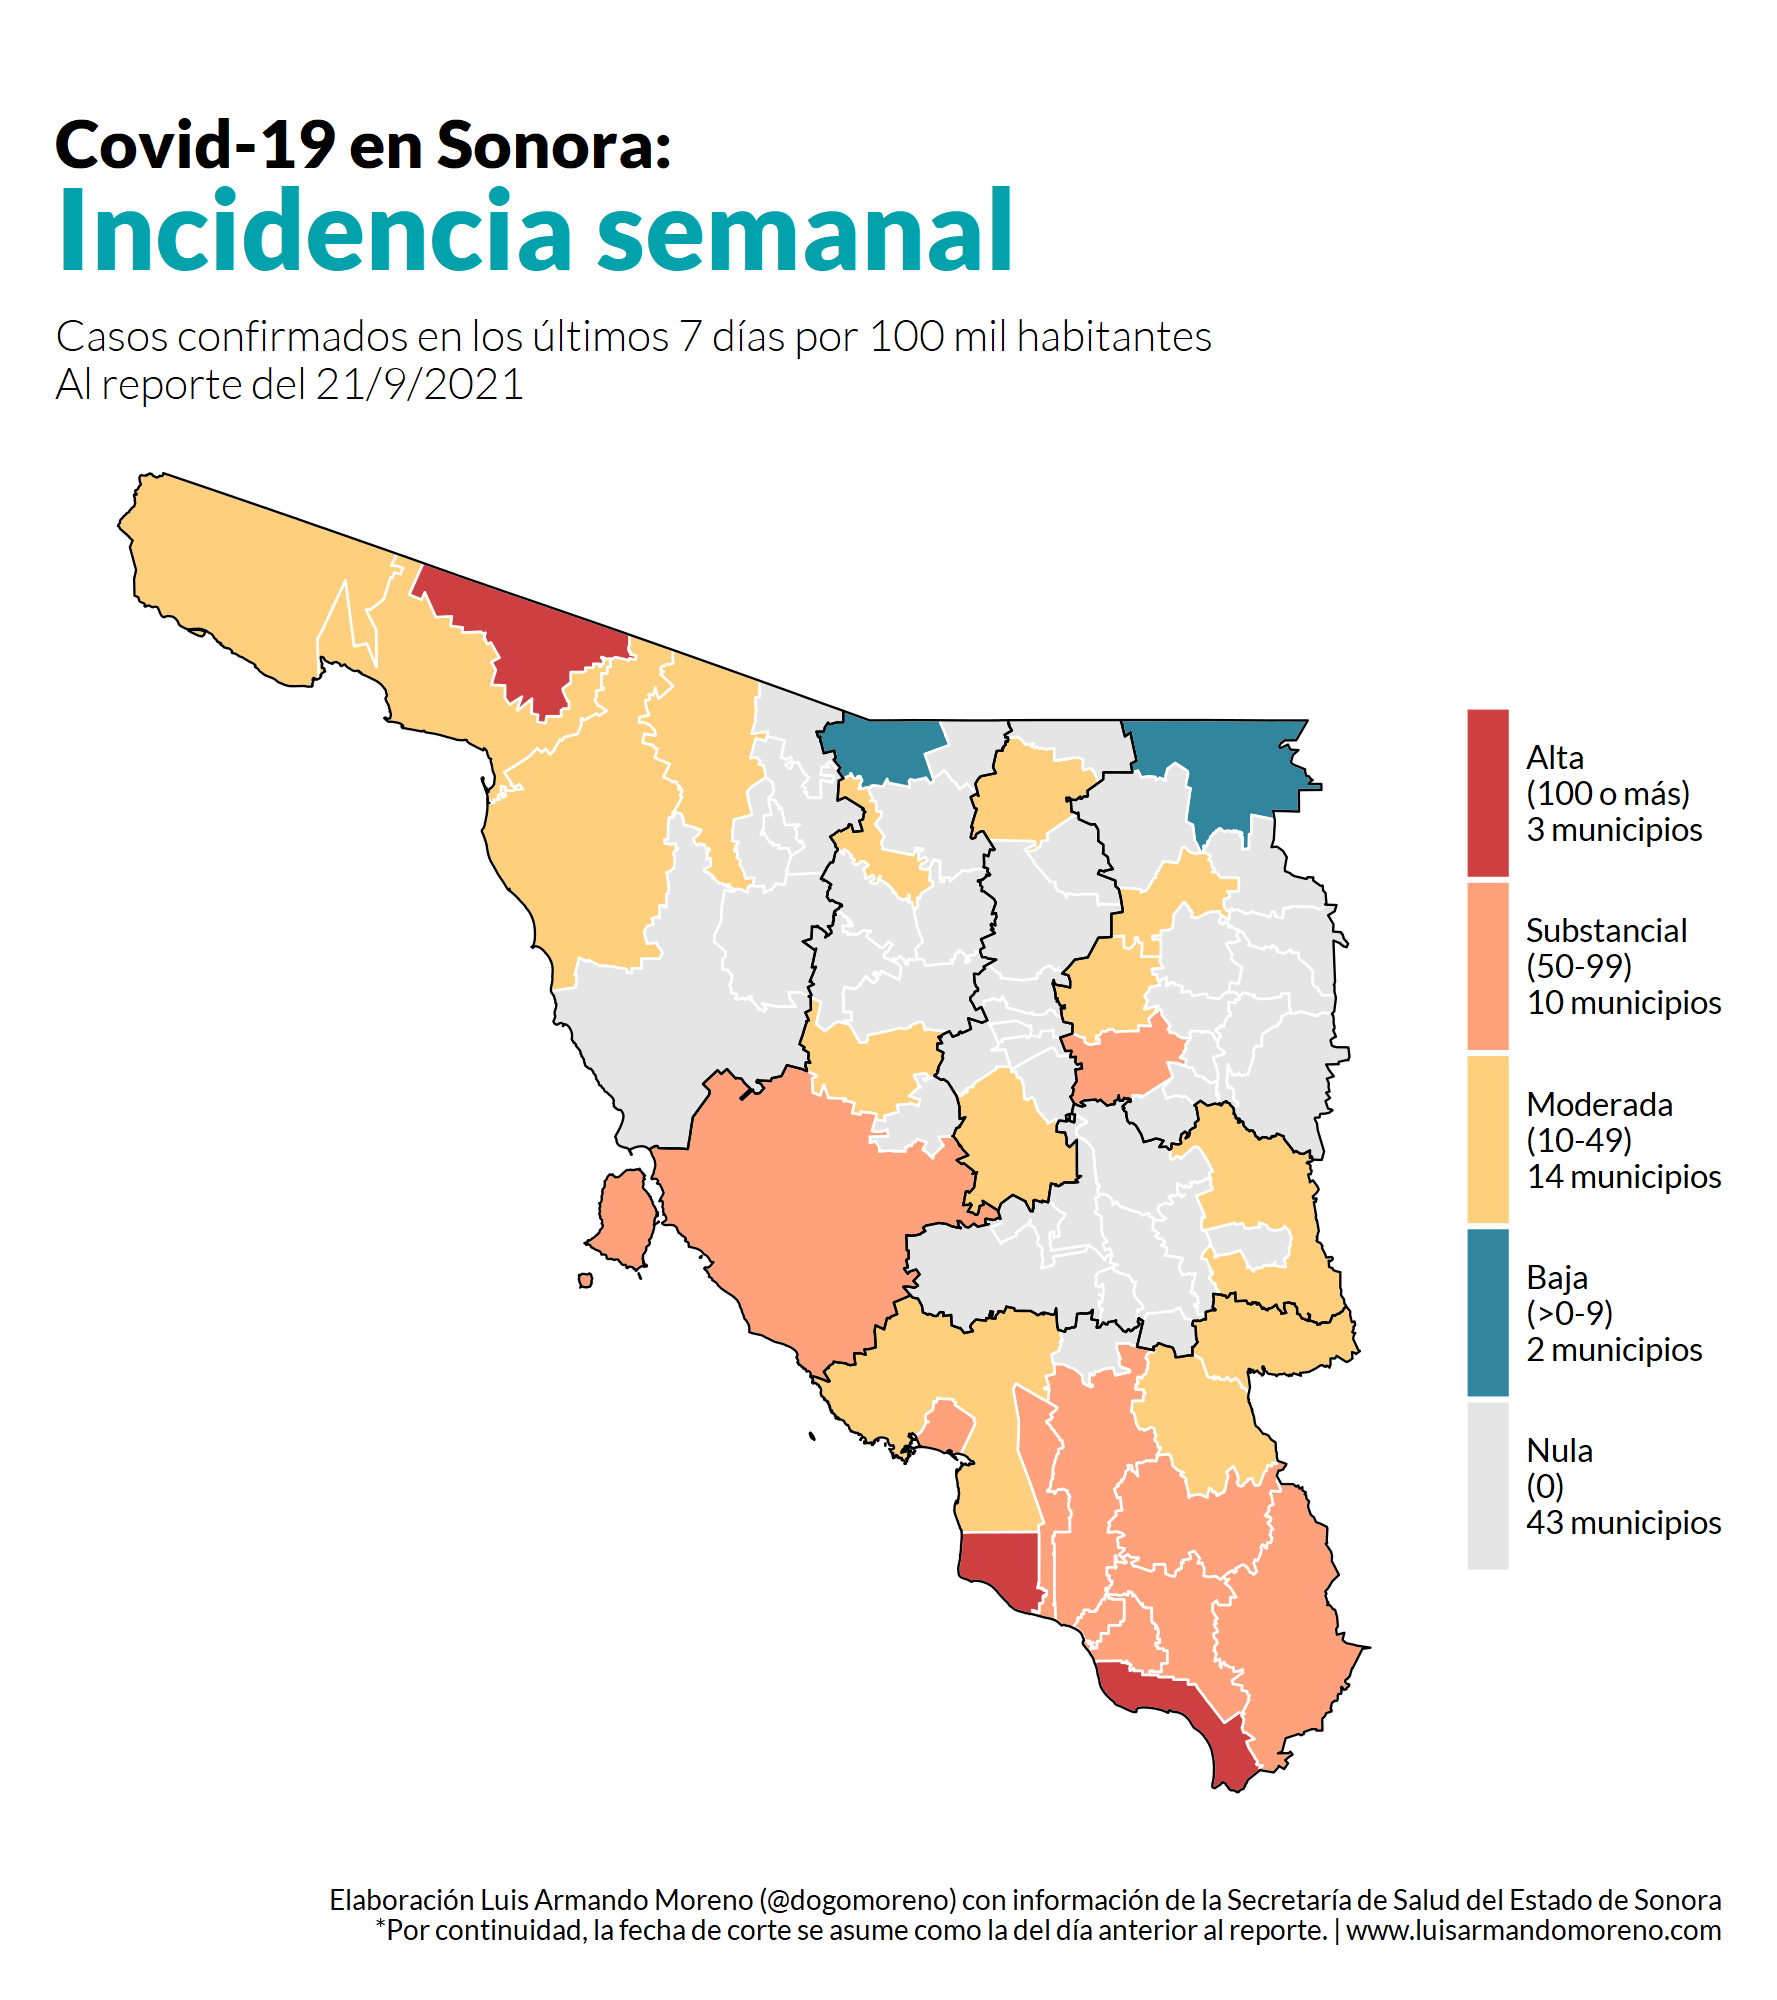 Covid-19 en Sonora:
Incidencia semanal
Casos confirmados en los últimos 7 días por 100 mil habitantes
Al reporte del 21/9/2021
Alta
(100 o más)
3 municipios
Substancial
(50-99)
10 municipios
Moderada
(10-49)
14 municipios
Baja
(>0-9)
2 municipios
Nula
(0)
43 municipios
Elaboración Luis Armando Moreno (@dogomoreno) con información de la Secretaría de Salud del Estado de Sonora
*Por continuidad, la fecha de corte se asume como la del día anterior al reporte. | www.luisarmandomoreno.com